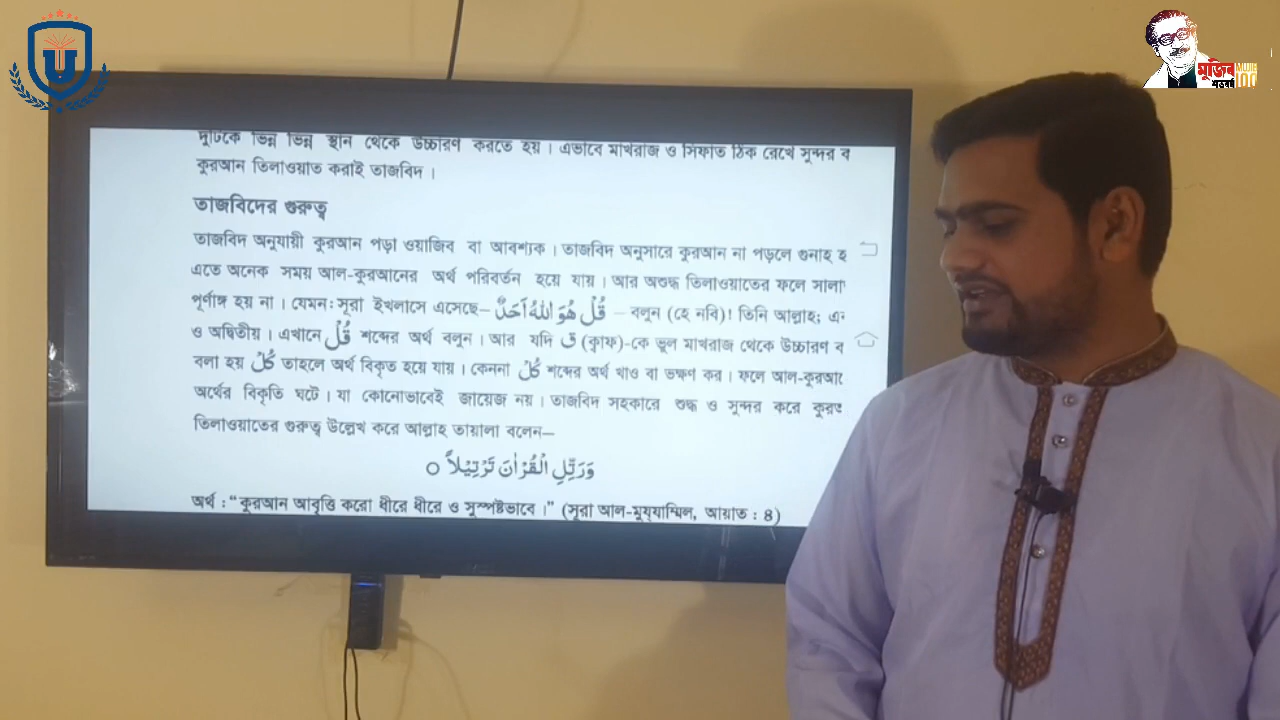 দুটিকে ভিন্ন ভিন্ন স্থান থেকে উচ্চারণ করতে হয়। এভাবে মাখরাজ ও সিফাত ঠিক রেখে সুন্দর ক
কুরআন তিলাওয়াত করাই তাজবিদ।
তাজবিদের গুরুত্ব
তাজবিদ অনুযায়ী কুরআন পড়া ওয়াজিব বা আবশ্যক। তাজবিদ অনুসারে কুরআন না পড়লে গুনাহ হ
এতে অনেক সময় আল-কুরআনের অর্থ পরিবর্তন হয়ে যায়। আর অশুদ্ধ তিলাওয়াতের ফলে সালা
পূর্ণাঙ্গ হয় না। যেমন: সূরা ইখলাসে এসেছে– قُلْ هُوَ اللّٰهُ اَحَدٌ – বলুন (হে নবি)! তিনি আল্লাহ; এ
ও অদ্বিতীয়। এখানে قُلْ শব্দের অর্থ বলুন। আর যদি ق (ক্বাফ)-কে ভুল মাখরাজ থেকে উচ্চারণ ক
বলা হয় كُلْ তাহলে অর্থ বিকৃত হয়ে যায়। কেননা كُلْ শব্দের অর্থ খাও বা ভক্ষণ কর। ফলে আল-কুরআনে
অর্থের বিকৃতি ঘটে। যা কোনোভাবেই জায়েজ নয়। তাজবিদ সহকারে শুদ্ধ ও সুন্দর করে কুরআ
তিলাওয়াতের গুরুত্ব উল্লেখ করে আল্লাহ তায়ালা বলেন–
وَرَتِّلِ الْقُرْاٰنَ تَرْتِيْلًا ○
অর্থ : “কুরআন আবৃত্তি করো ধীরে ধীরে ও সুস্পষ্টভাবে।” (সূরা আল-মুয্‌যাম্মিল, আয়াত : ৪)
U
মুজিব
শতবর্ষ
100